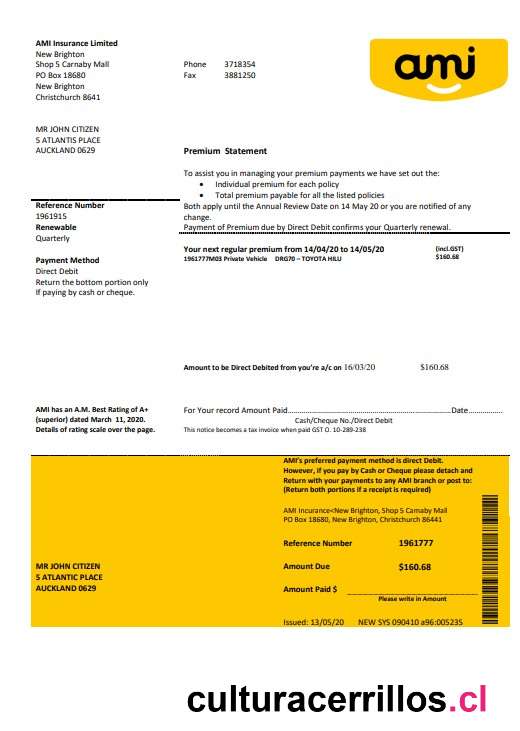 AMI Insurance Limited
New Brighton
Shop 5 Carnaby Mall
PO Box 18680
New Brighton
Christchurch 8641
Phone 3718354
Fax 3881250
ami
MR JOHN CITIZEN
5 ATLANTIS PLACE
AUCKLAND 0629
Premium Statement
To assist you in managing your premium payments we have set out the:
• Individual premium for each policy
• Total premium payable for all the listed policies
Both apply until the Annual Review Date on 14 May 20 or you are notified of any
change.
Payment of Premium due by Direct Debit confirms your Quarterly renewal.
Reference Number
1961915
Renewable
Quarterly
Payment Method
Direct Debit
Return the bottom portion only
If paying by cash or cheque.
Your next regular premium from 14/04/20 to 14/05/20 (incl.GST)
1961777M03 Private Vehicle DRG70 – TOYOTA HILU $160.68
Amount to be Direct Debited from you're a/c on 16/03/20 $160.68
AMI has an A.M. Best Rating of A+
(superior) dated March 11, 2020.
Details of rating scale over the page.
For Your record Amount Paid............Date............
Cash/Cheque No./Direct Debit
This notice becomes a tax invoice when paid GST O. 10-289-238
AMI's preferred payment method is direct Debit.
However, if you pay by Cash or Cheque please detach and
Return with your payments to any AMI branch or post to:
(Return both portions if a receipt is required)
AMI Insurance<New Brighton, Shop 5 Carnaby Mall
PO Box 18680, New Brighton, Christchurch 86441
Reference Number 1961777
Amount Due $160.68
Amount Paid $
Please write in Amount
MR JOHN CITIZEN
5 ATLANTIC PLACE
AUCKLAND 0629
Issued: 13/05/20 NEW SYS 090410 a96:005235
culturacerrillos.cl